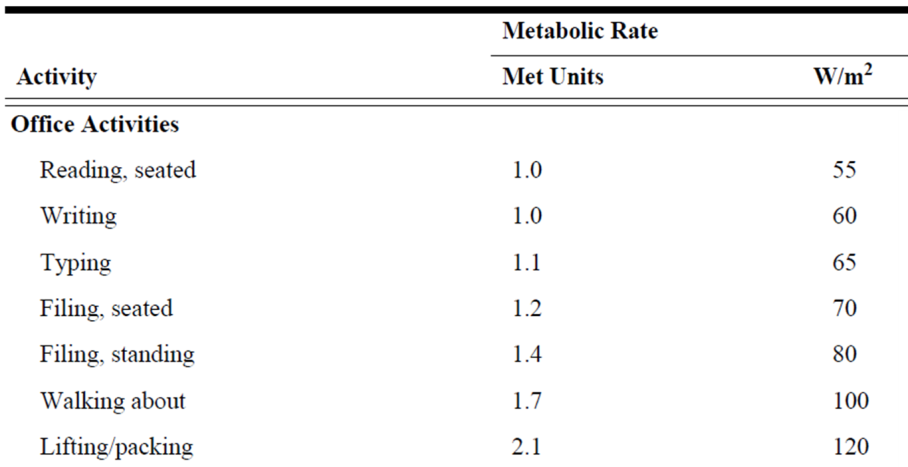 Metabolic Rate
Activity Met Units W/m²
Office Activities
Reading, seated 1.0 55
Writing 1.0 60
Typing 1.1 65
Filing, seated 1.2 70
Filing, standing 1.4 80
Walking about 1.7 100
Lifting/packing 2.1 120